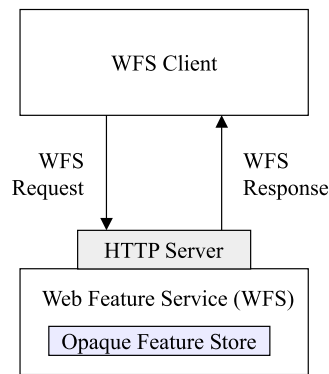 WFS Client
WFS
Request
WFS
Response
HTTP Server
Web Feature Service (WFS)
Opaque Feature Store